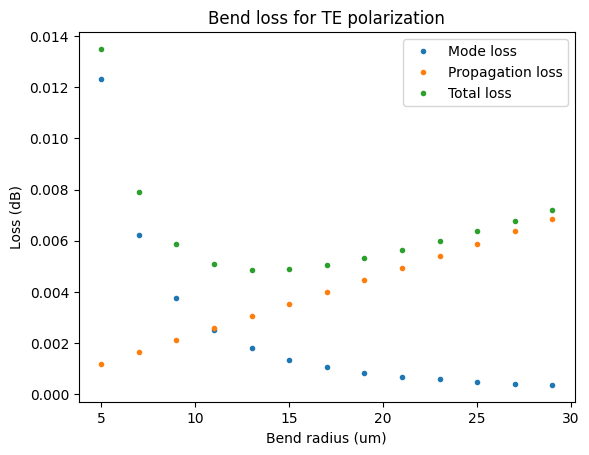 Bend loss for TE polarization
Loss (dB)
0.014
0.012
0.010
0.008
0.006
0.004
0.002
0.000
Mode loss
Propagation loss
Total loss
5 10 15 20 25 30
Bend radius (um)